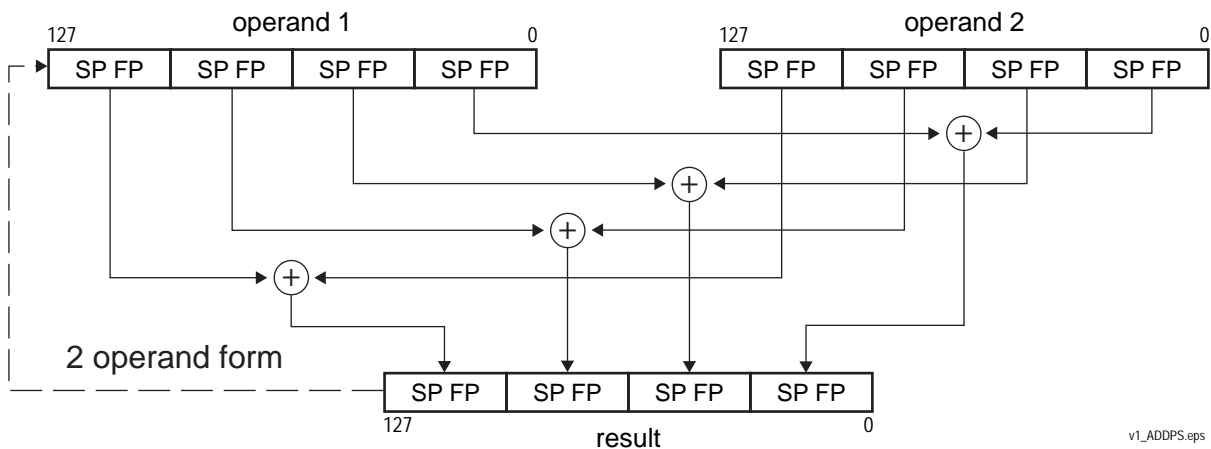 operand 1 operand 2
127 0 127 0
SP FP SP FP SP FP SP FP SP FP SP FP SP FP SP FP
+
+
+
+
2 operand form
SP FP SP FP SP FP SP FP
127 0
result
v1_ADDPS.eps